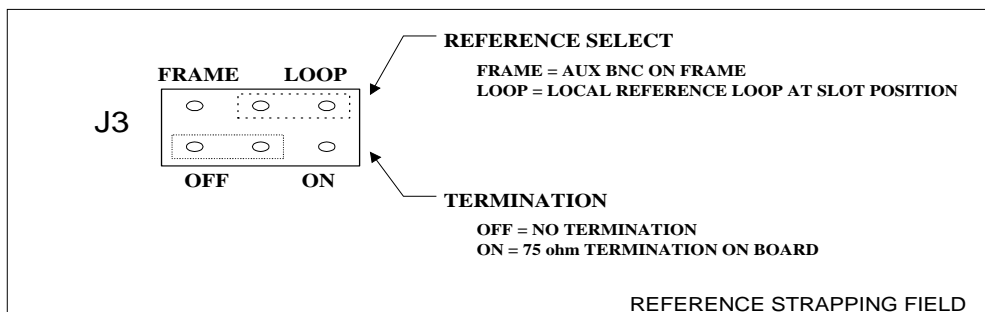 REFERENCE SELECT
FRAME = AUX BNC ON FRAME
LOOP = LOCAL REFERENCE LOOP AT SLOT POSITION
FRAME LOOP
J3
OFF ON
TERMINATION
OFF = NO TERMINATION
ON = 75 ohm TERMINATION ON BOARD
REFERENCE STRAPPING FIELD